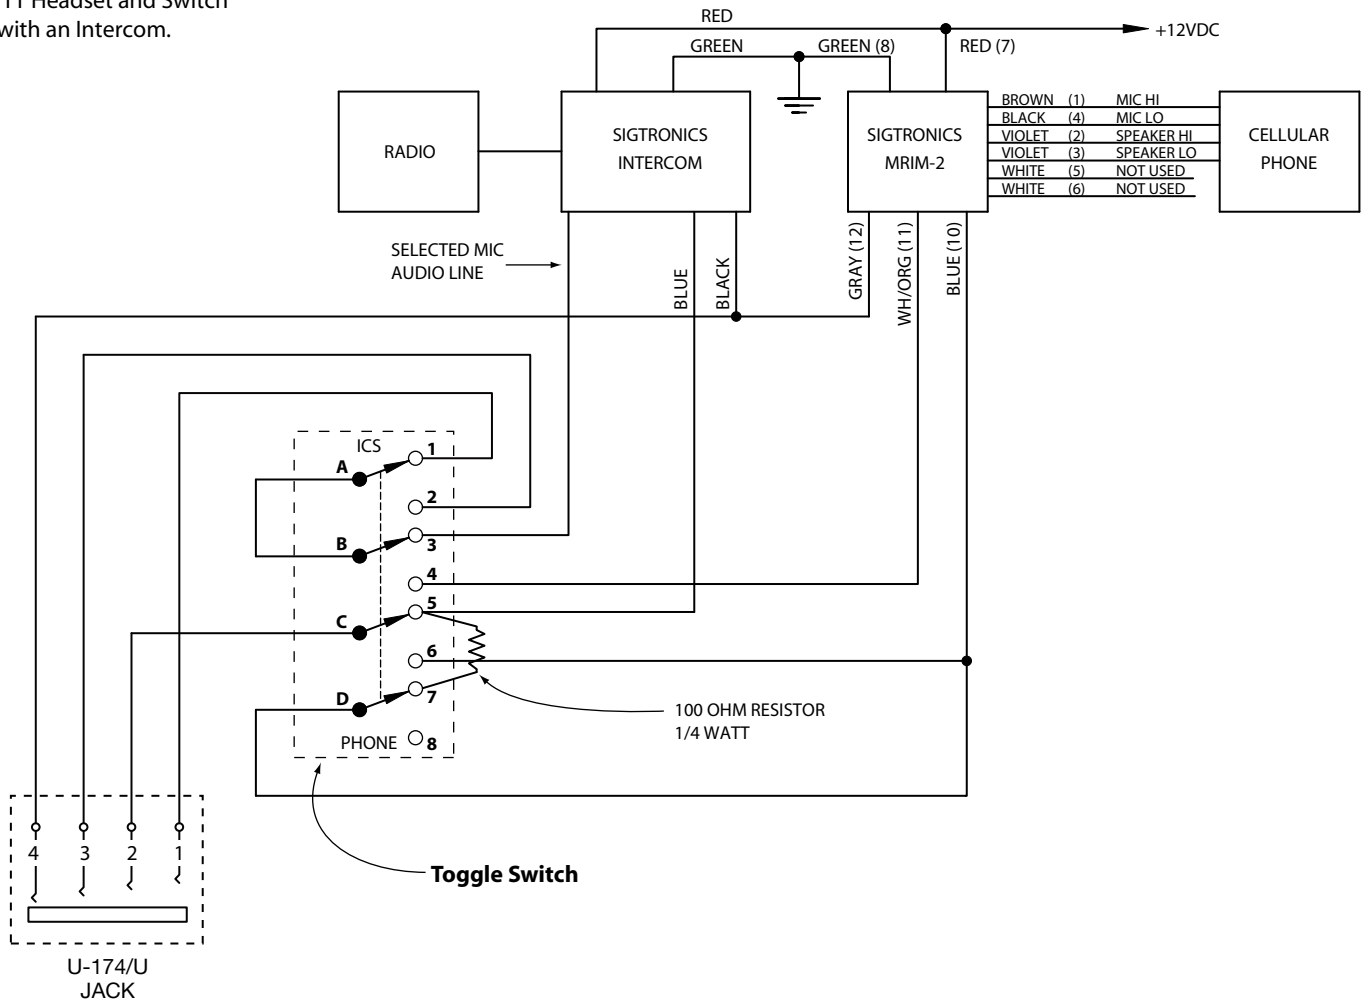 11 Headset and Switch
with an Intercom.
RED
+12VDC
GREEN
GREEN (8)
RED (7)
RADIO
SIGTRONICS
INTERCOM
SIGTRONICS
MRIM-2
BROWN (1) MIC HI
BLACK (4) MIC LO
VIOLET (2) SPEAKER HI
VIOLET (3) SPEAKER LO
WHITE (5) NOT USED
WHITE (6) NOT USED
CELLULAR
PHONE
SELECTED MIC
AUDIO LINE
BLUE
BLACK
GRAY (12)
WH/ORG (11)
BLUE (10)
ICS
A
1
2
B
3
4
C
5
6
D
7
PHONE
8
100 OHM RESISTOR
1/4 WATT
Toggle Switch
4 3 2 1
U-174/U
JACK